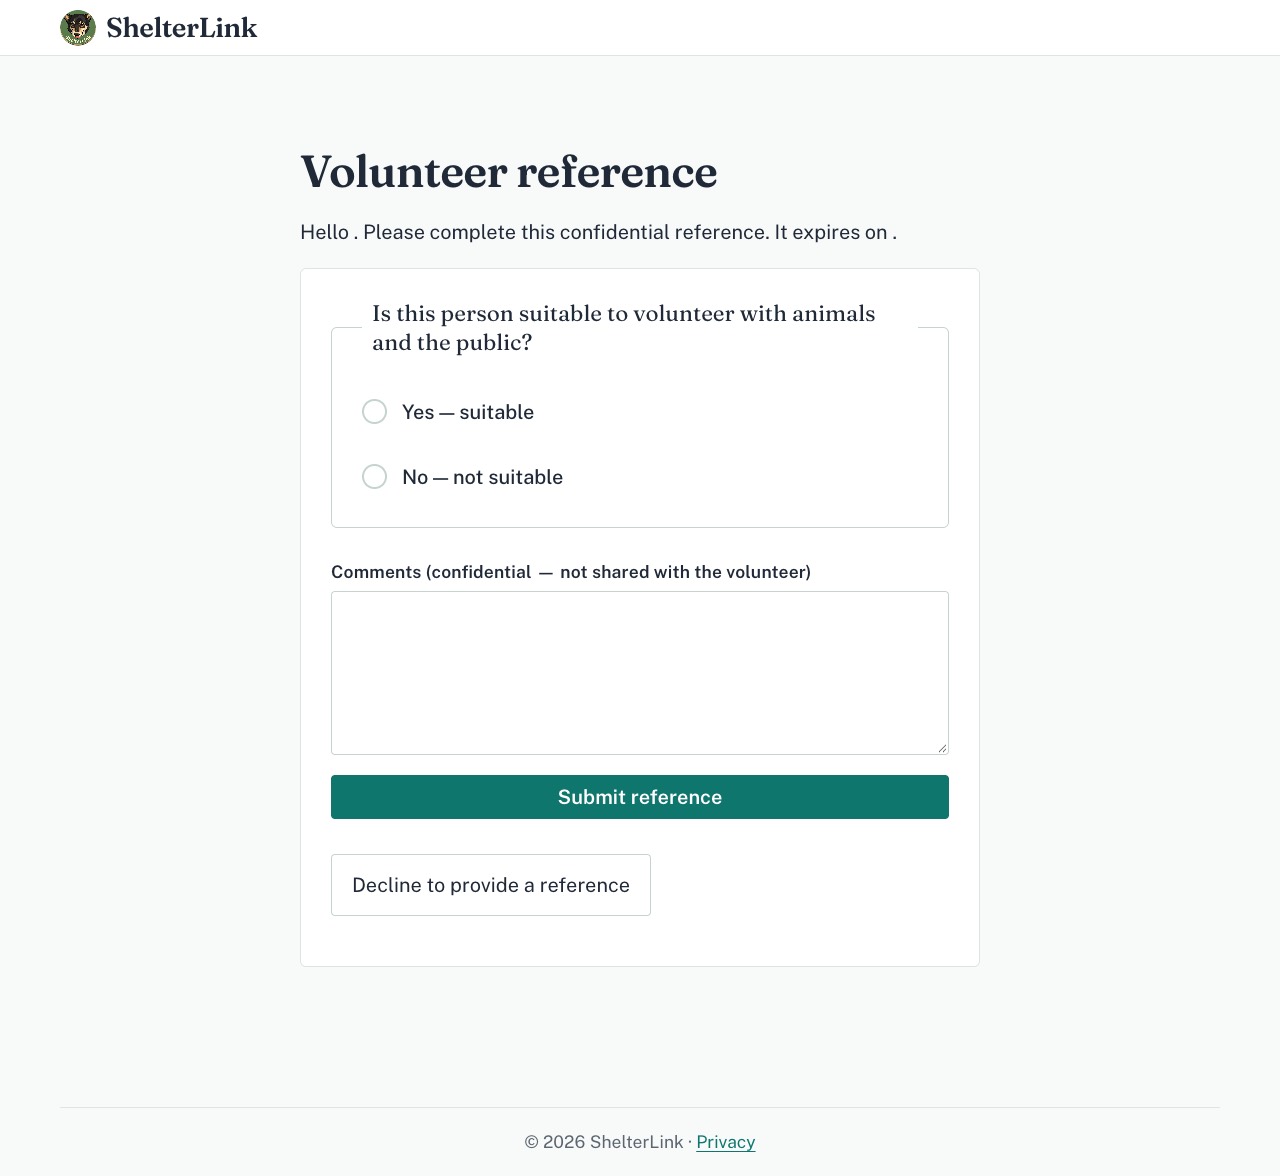 ShelterLink
Volunteer reference
Hello . Please complete this confidential reference. It expires on .
Is this person suitable to volunteer with animals
and the public?
Yes — suitable
No — not suitable
Comments (confidential — not shared with the volunteer)
Submit reference
Decline to provide a reference
© 2026 ShelterLink · Privacy